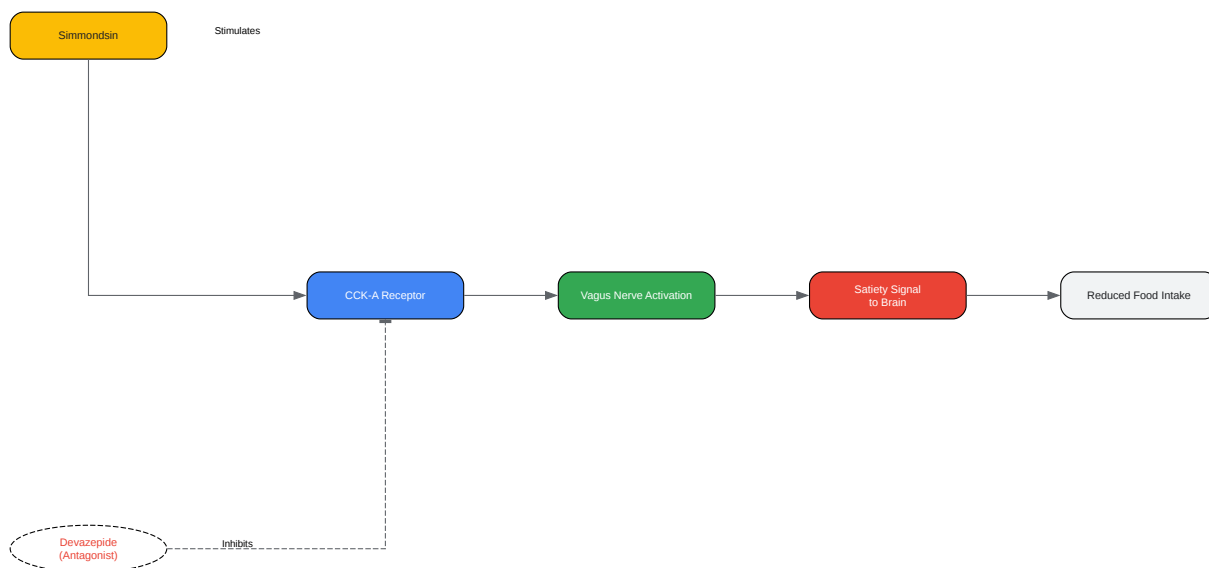 Simmondsin
Stimulates
CCK-A Receptor
Vagus Nerve Activation
Satiety Signal
to Brain
Reduced Food Intake
Devazepide
(Antagonist)
Inhibits